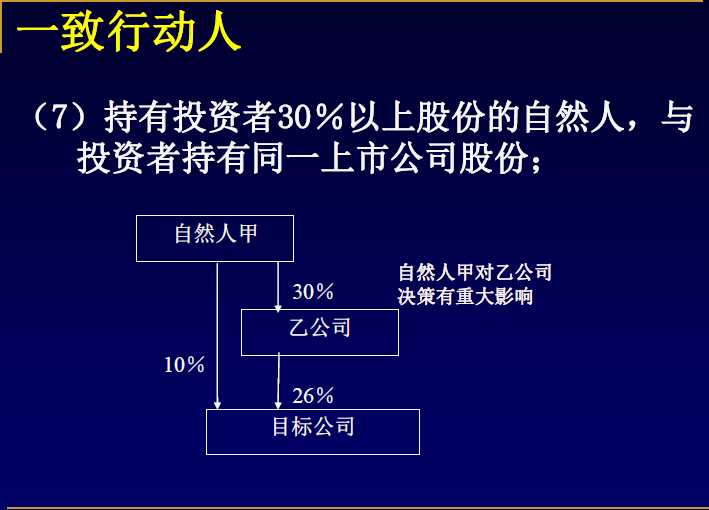 一致行动人
（7）持有投资者30%以上股份的自然人，与
投资者持有同一上市公司股份；
自然人甲
自然人甲对乙公司
决策有重大影响
30%
乙公司
10%
26%
目标公司